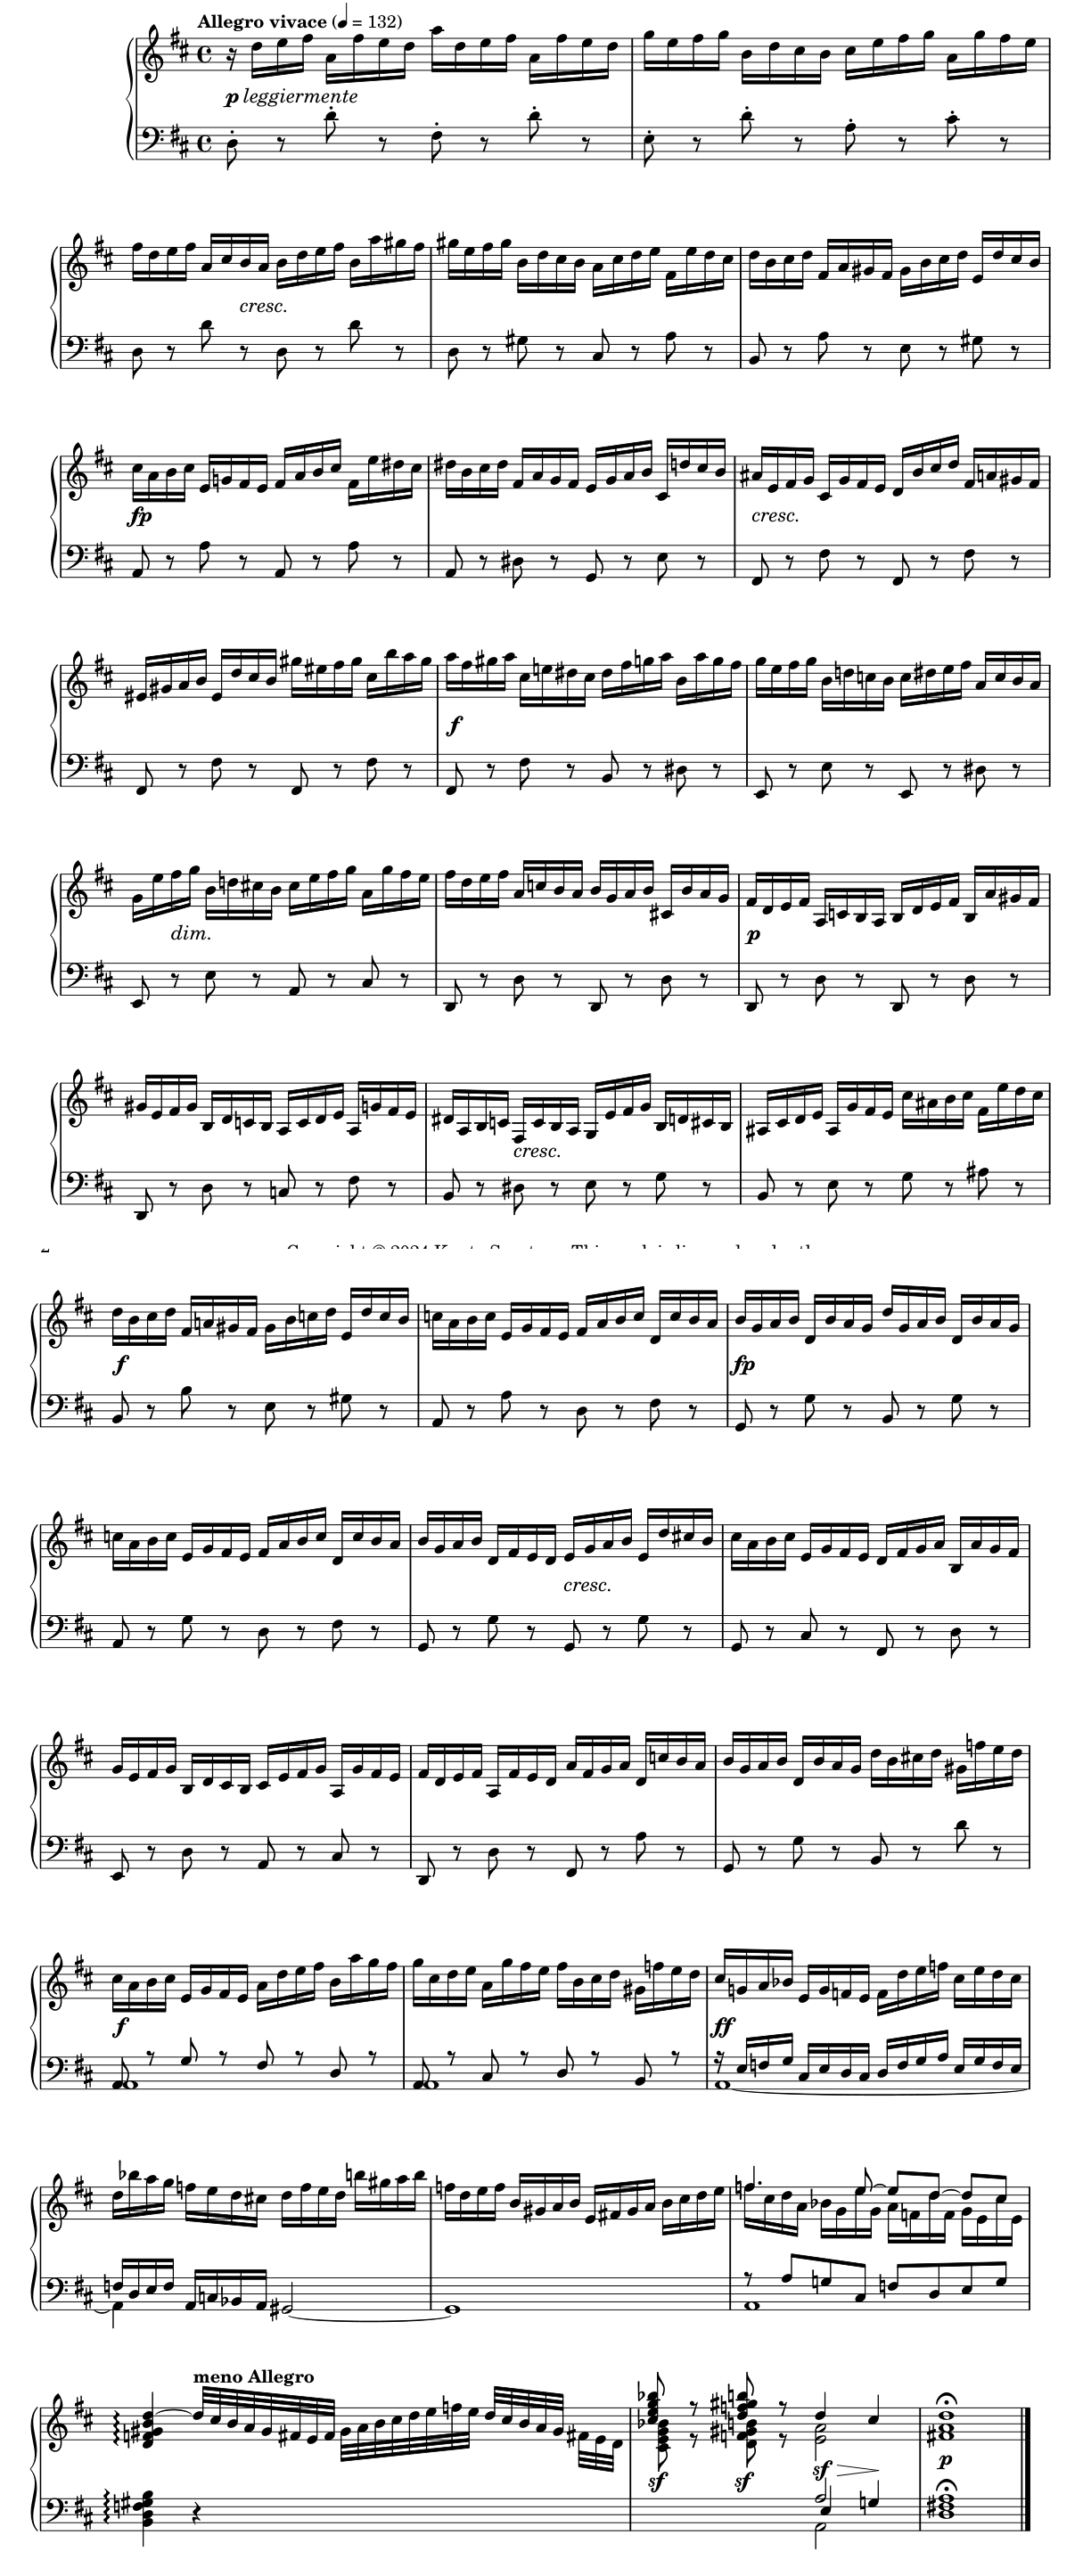 Allegro vivace (♩ = 132)
p leggiermente
cresc.
fp
cresc.
f
dim.
p
cresc.
f
fp
cresc.
f
ff
meno Allegro
sf sf sf
p